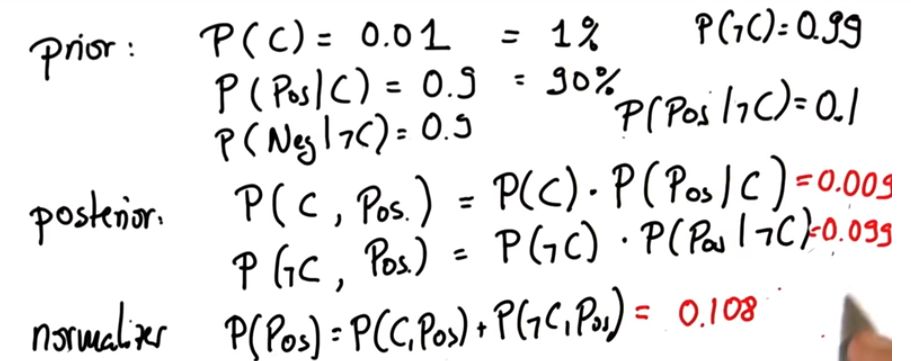 prior: P(C) = 0.01 = 1% P(¬C)=0.99
P(Pos|C) = 0.9 = 90%
P(Neg|¬C)= 0.9 P(Pos|¬C)=0.1
posterior: P(C, Pos.) = P(C) · P(Pos|C) =0.009
P(¬C, Pos.) = P(¬C) · P(Pos|¬C)=0.099
normalizer P(Pos)=P(C,Pos)+P(¬C,Pos) = 0.108